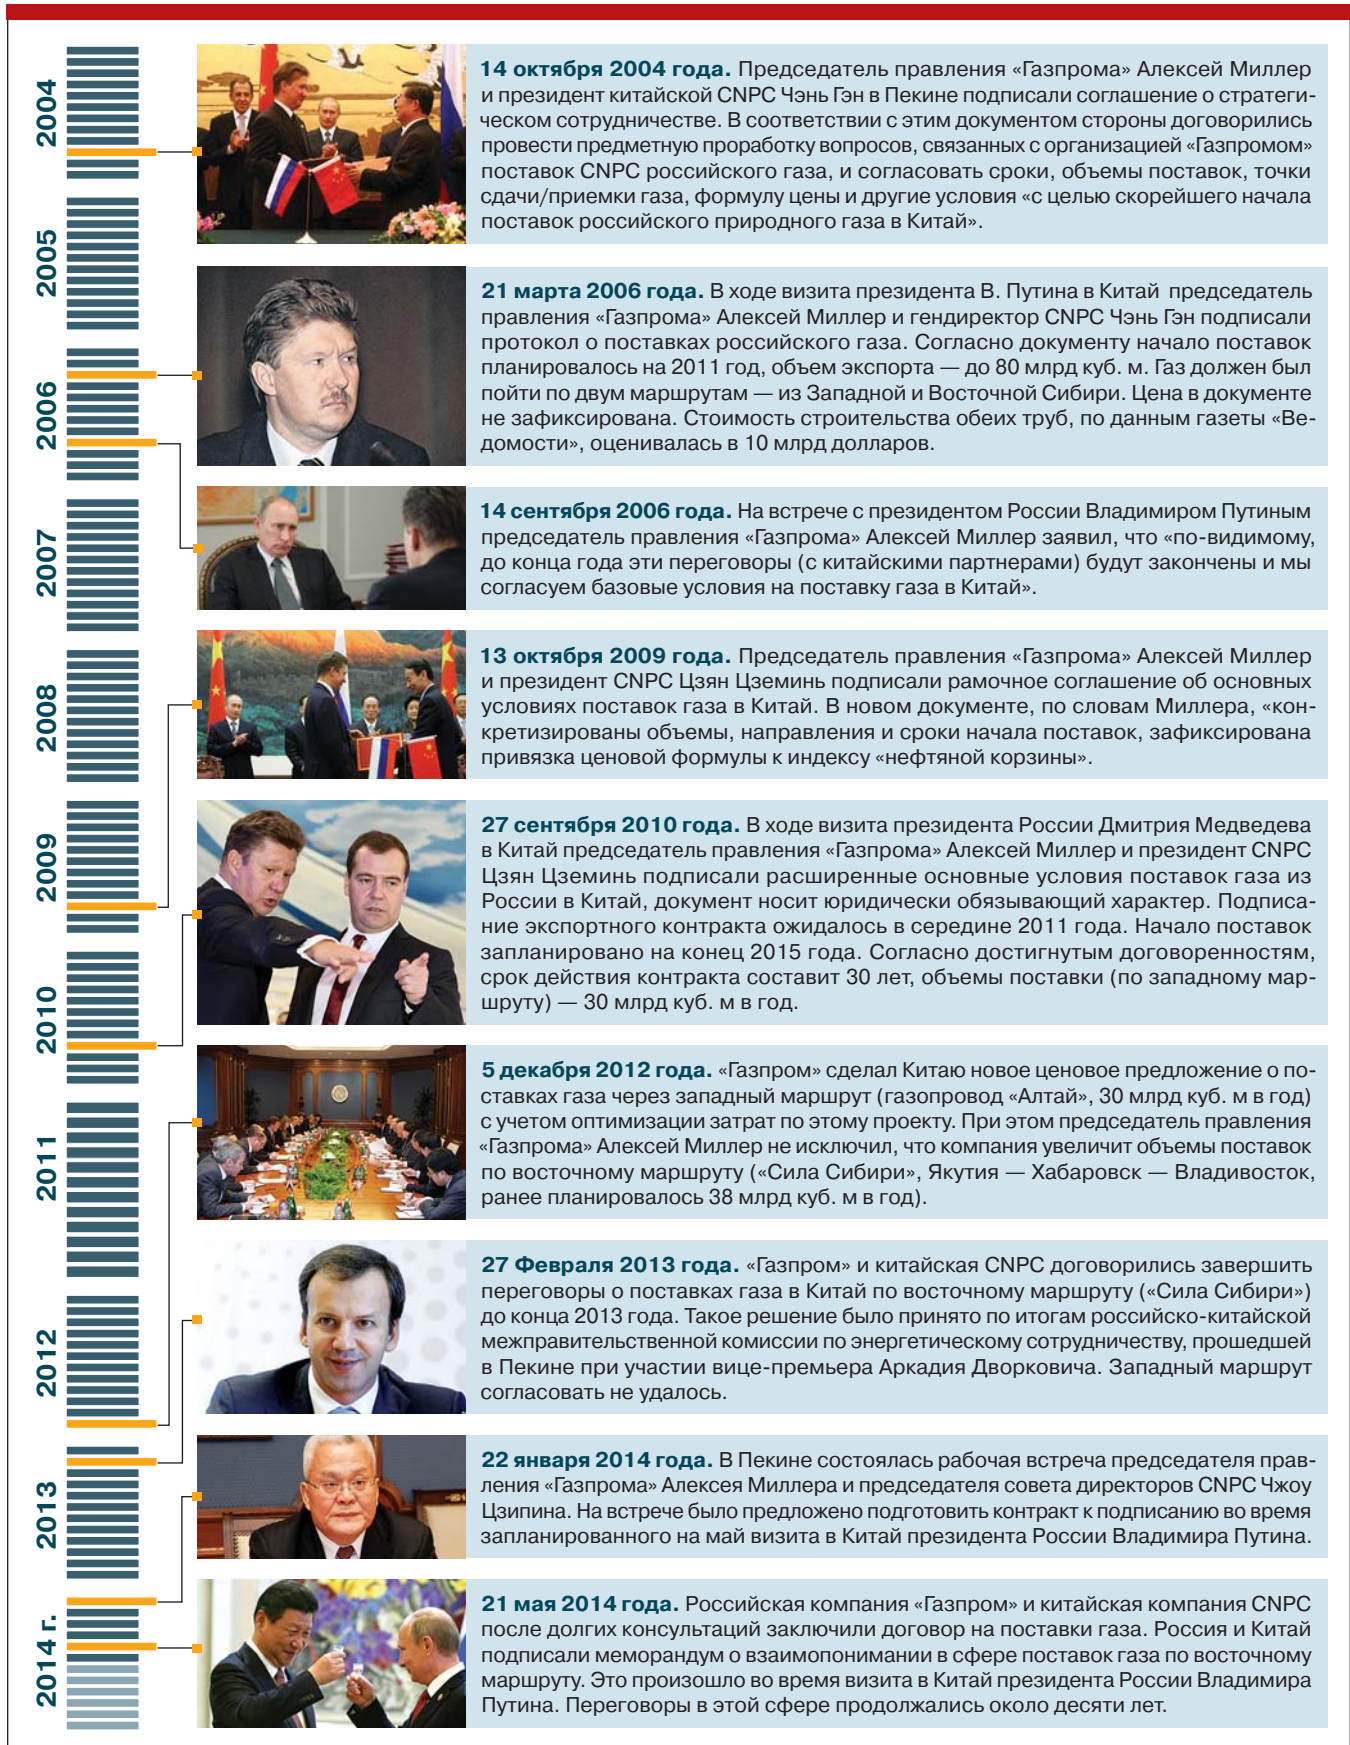 2004
14 октября 2004 года. Председатель правления «Газпрома» Алексей Миллер
и президент китайской CNPC Чэнь Гэн в Пекине подписали соглашение о стратеги-
ческом сотрудничестве. В соответствии с этим документом стороны договорились
провести предметную проработку вопросов, связанных с организацией «Газпромом»
поставок CNPC российского газа, и согласовать сроки, объемы поставок, точки
сдачи/приемки газа, формулу цены и другие условия «с целью скорейшего начала
поставок российского природного газа в Китай».
2005
21 марта 2006 года. В ходе визита президента В. Путина в Китай председатель
правления «Газпрома» Алексей Миллер и гендиректор CNPC Чэнь Гэн подписали
протокол о поставках российского газа. Согласно документу начало поставок
планировалось на 2011 год, объем экспорта — до 80 млрд куб. м. Газ должен был
пойти по двум маршрутам — из Западной и Восточной Сибири. Цена в документе
не зафиксирована. Стоимость строительства обеих труб, по данным газеты «Ве-
домости», оценивалась в 10 млрд долларов.
2006
14 сентября 2006 года. На встрече с президентом России Владимиром Путиным
председатель правления «Газпрома» Алексей Миллер заявил, что «по-видимому,
до конца года эти переговоры (с китайскими партнерами) будут закончены и мы
согласуем базовые условия на поставку газа в Китай».
2007
13 октября 2009 года. Председатель правления «Газпрома» Алексей Миллер
и президент CNPC Цзян Цземинь подписали рамочное соглашение об основных
условиях поставок газа в Китай. В новом документе, по словам Миллера, «кон-
кретизированы объемы, направления и сроки начала поставок, зафиксирована
привязка ценовой формулы к индексу «нефтяной корзины».
2008
27 сентября 2010 года. В ходе визита президента России Дмитрия Медведева
в Китай председатель правления «Газпрома» Алексей Миллер и президент CNPC
Цзян Цземинь подписали расширенные основные условия поставок газа из
России в Китай, документ носит юридически обязывающий характер. Подписа-
ние экспортного контракта ожидалось в середине 2011 года. Начало поставок
запланировано на конец 2015 года. Согласно достигнутым договоренностям,
срок действия контракта составит 30 лет, объемы поставки (по западному мар-
шруту) — 30 млрд куб. м в год.
2009
2010
5 декабря 2012 года. «Газпром» сделал Китаю новое ценовое предложение о по-
ставках газа через западный маршрут (газопровод «Алтай», 30 млрд куб. м в год)
с учетом оптимизации затрат по этому проекту. При этом председатель правления
«Газпрома» Алексей Миллер не исключил, что компания увеличит объемы поставок
по восточному маршруту («Сила Сибири», Якутия — Хабаровск — Владивосток,
ранее планировалось 38 млрд куб. м в год).
2011
27 Февраля 2013 года. «Газпром» и китайская CNPC договорились завершить
переговоры о поставках газа в Китай по восточному маршруту («Сила Сибири»)
до конца 2013 года. Такое решение было принято по итогам российско-китайской
межправительственной комиссии по энергетическому сотрудничеству, прошедшей
в Пекине при участии вице-премьера Аркадия Дворковича. Западный маршрут
согласовать не удалось.
2012
22 января 2014 года. В Пекине состоялась рабочая встреча председателя прав-
ления «Газпрома» Алексея Миллера и председателя совета директоров CNPC Чжоу
Цзипина. На встрече было предложено подготовить контракт к подписанию во время
запланированного на май визита в Китай президента России Владимира Путина.
2013
21 мая 2014 года. Российская компания «Газпром» и китайская компания CNPC
после долгих консультаций заключили договор на поставки газа. Россия и Китай
подписали меморандум о взаимопонимании в сфере поставок газа по восточному
маршруту. Это произошло во время визита в Китай президента России Владимира
Путина. Переговоры в этой сфере продолжались около десяти лет.
2014 г.